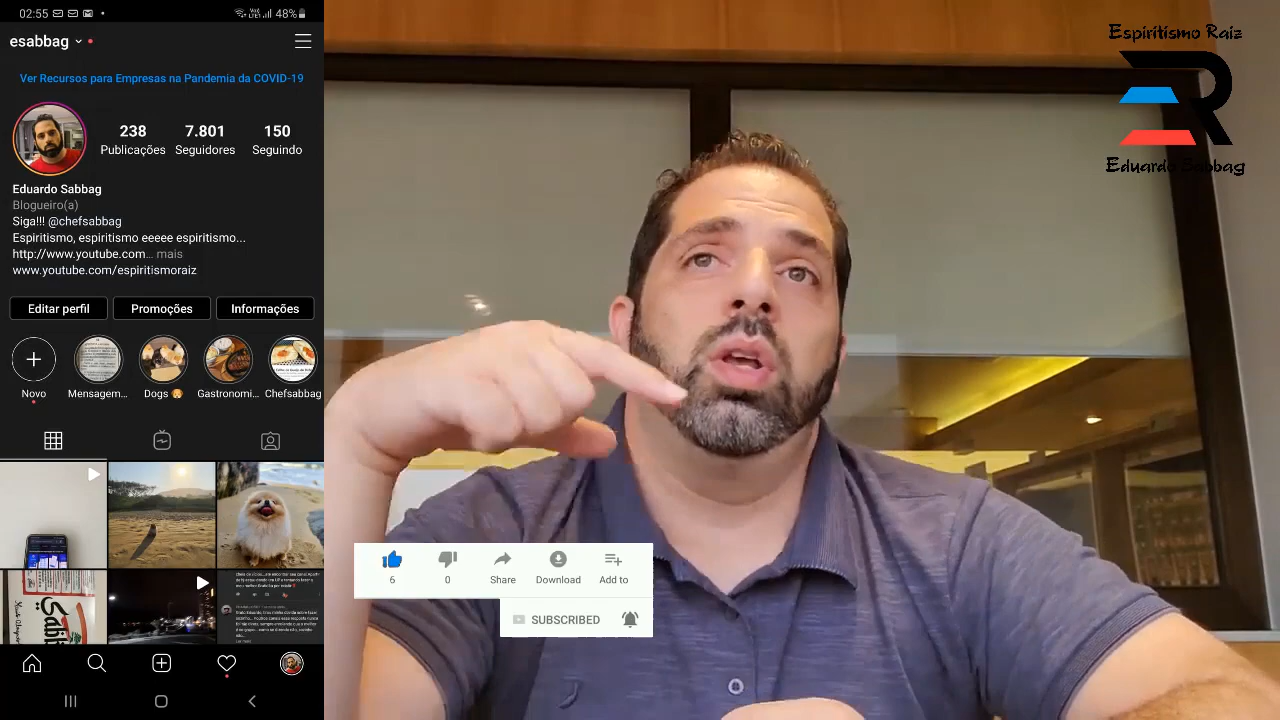 02:55
48%
esabbag
Ver Recursos para Empresas na Pandemia da COVID-19
238
7.801
150
Publicações
Seguidores
Seguindo
Eduardo Sabbag
Blogueiro(a)
Siga!!! @chefsabbag
Espiritismo, espiritismo eeeee espiritismo...
http://www.youtube.com... mais
www.youtube.com/espiritismoraiz
Editar perfil
Promoções
Informações
Novo
Mensagem...
Dogs
Gastronomi...
Chefsabbag
6
0
Share
Download
Add to
SUBSCRIBED
Espiritismo Raiz
ER
Eduardo Sabbag